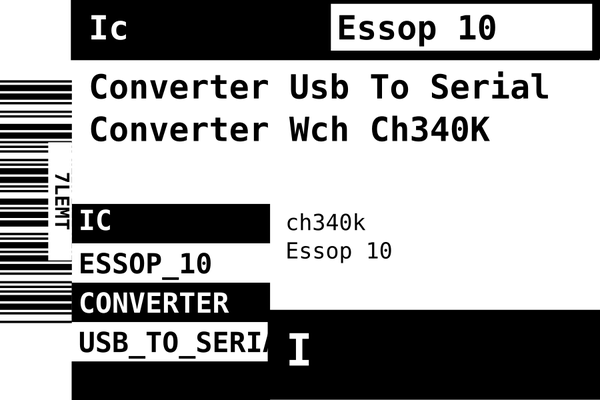 Ic
Essop 10
Converter Usb To Serial
Converter Wch Ch340K
7LEMT
IC
ESSOP_10
CONVERTER
USB_TO_SERIA
ch340k
Essop 10
I